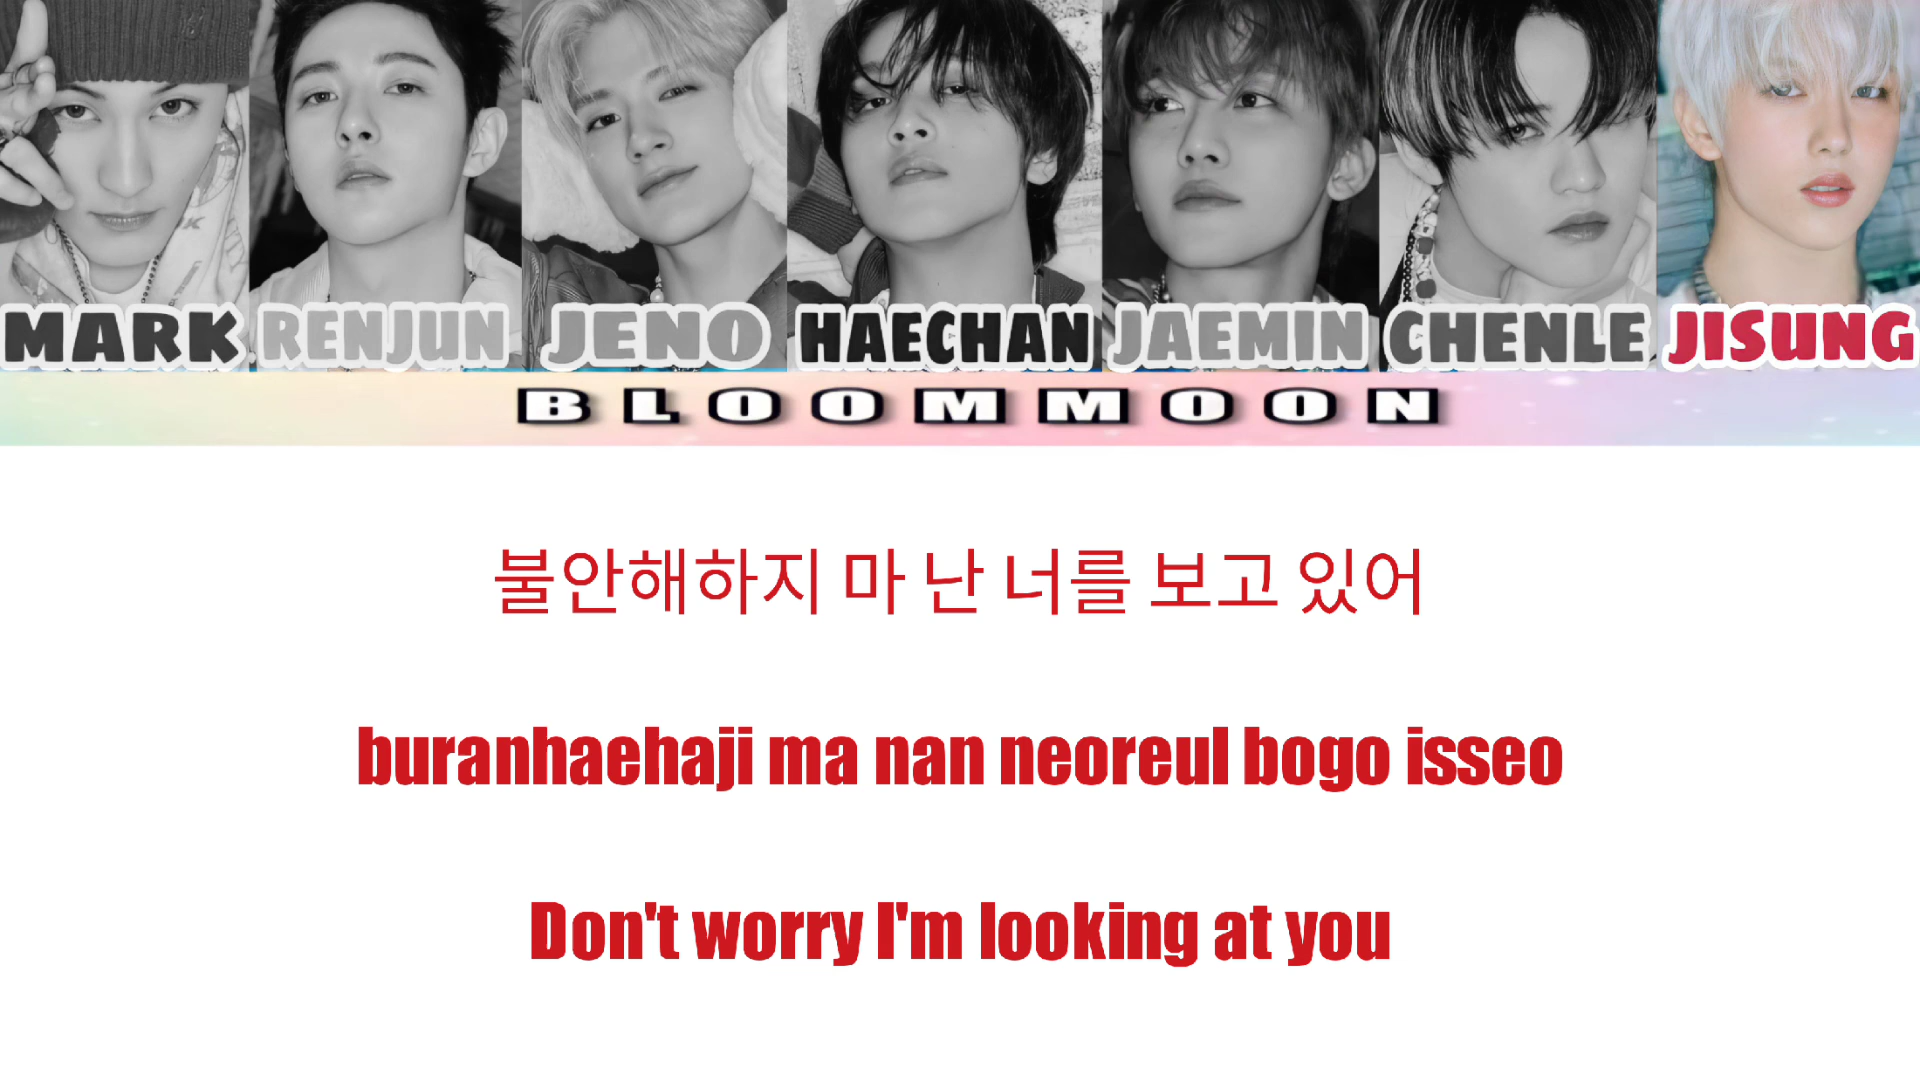 MARK RENJUN JENO HAECHAN JAEMIN CHENLE JISUNG
BLOOMMOON
불안해하지 마 난 너를 보고 있어
buranhaehaji ma nan neoreul bogo isseo
Don't worry I'm looking at you